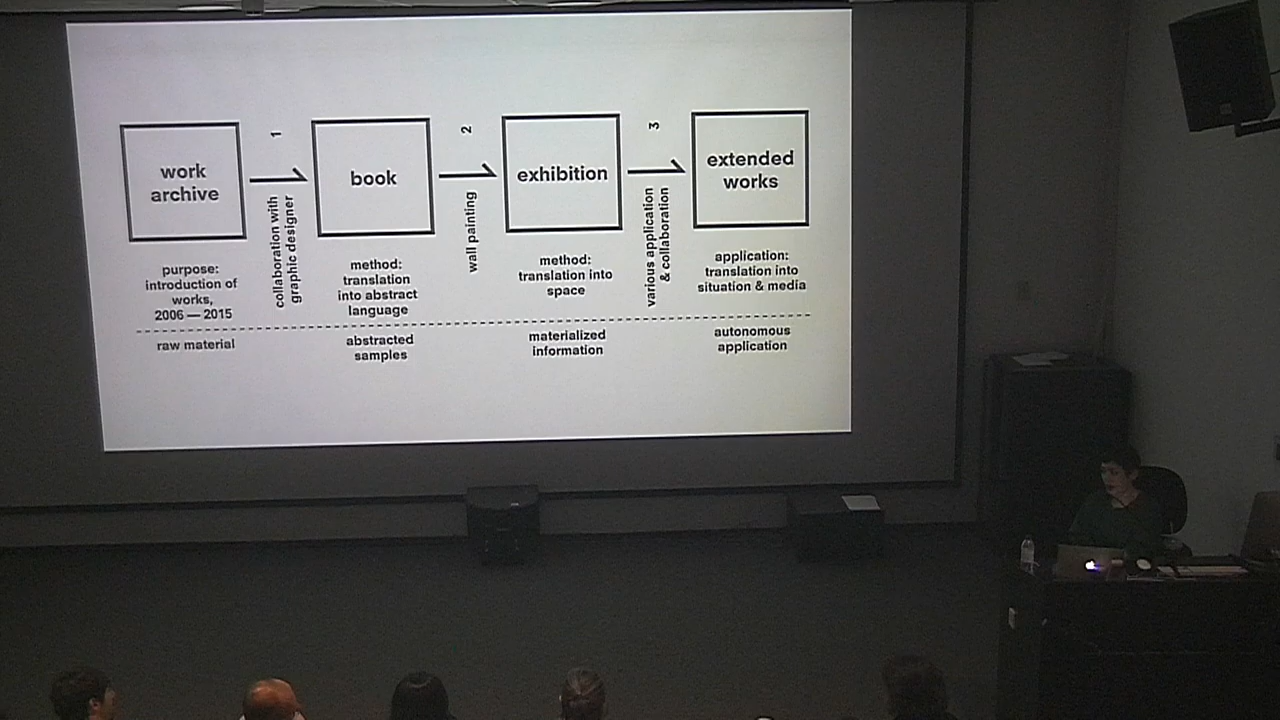 work
archive
1
collaboration with
graphic designer
book
2
wall painting
exhibition
3
various application
& collaboration
extended
works
purpose:
introduction of
works,
2006 — 2015
method:
translation
into abstract
language
method:
translation into
space
application:
translation into
situation & media
raw material
abstracted
samples
materialized
information
autonomous
application